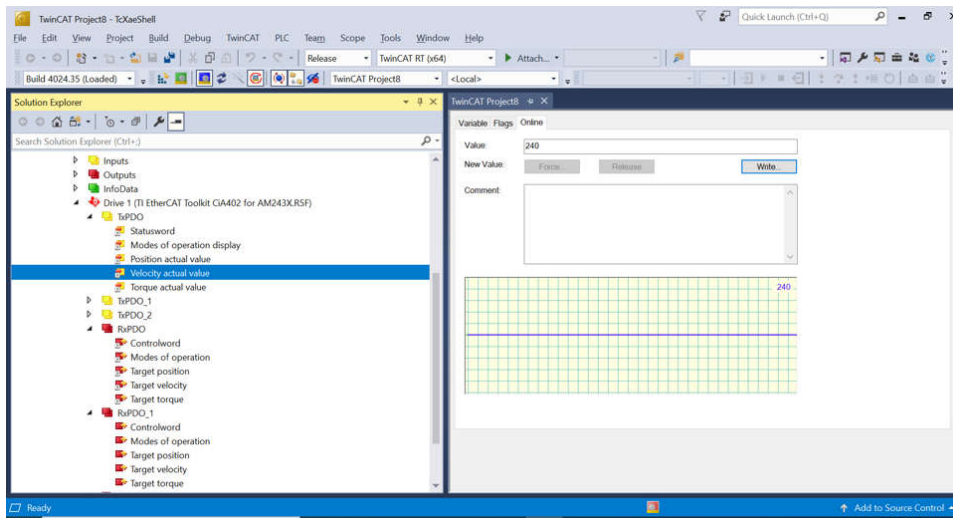 TwinCAT Project8 - TcXaeShell
Quick Launch (Ctrl+Q)
File Edit View Project Build Debug TwinCAT PLC Team Scope Tools Window Help
Release TwinCAT RT (x64) Attach...
Build 4024.35 (Loaded) TwinCAT Project8 <Local>
Solution Explorer
Search Solution Explorer (Ctrl+;)
Inputs
Outputs
InfoData
Drive 1 (TI EtherCAT Toolkit CiA402 for AM243X.R5F)
TxPDO
Statusword
Modes of operation display
Position actual value
Velocity actual value
Torque actual value
TxPDO_1
TxPDO_2
RxPDO
Controlword
Modes of operation
Target position
Target velocity
Target torque
RxPDO_1
Controlword
Modes of operation
Target position
Target velocity
Target torque
TwinCAT Project8
Variable Flags Online
Value: 240
New Value: Force... Release Write...
Comment:
240
Ready
Add to Source Control